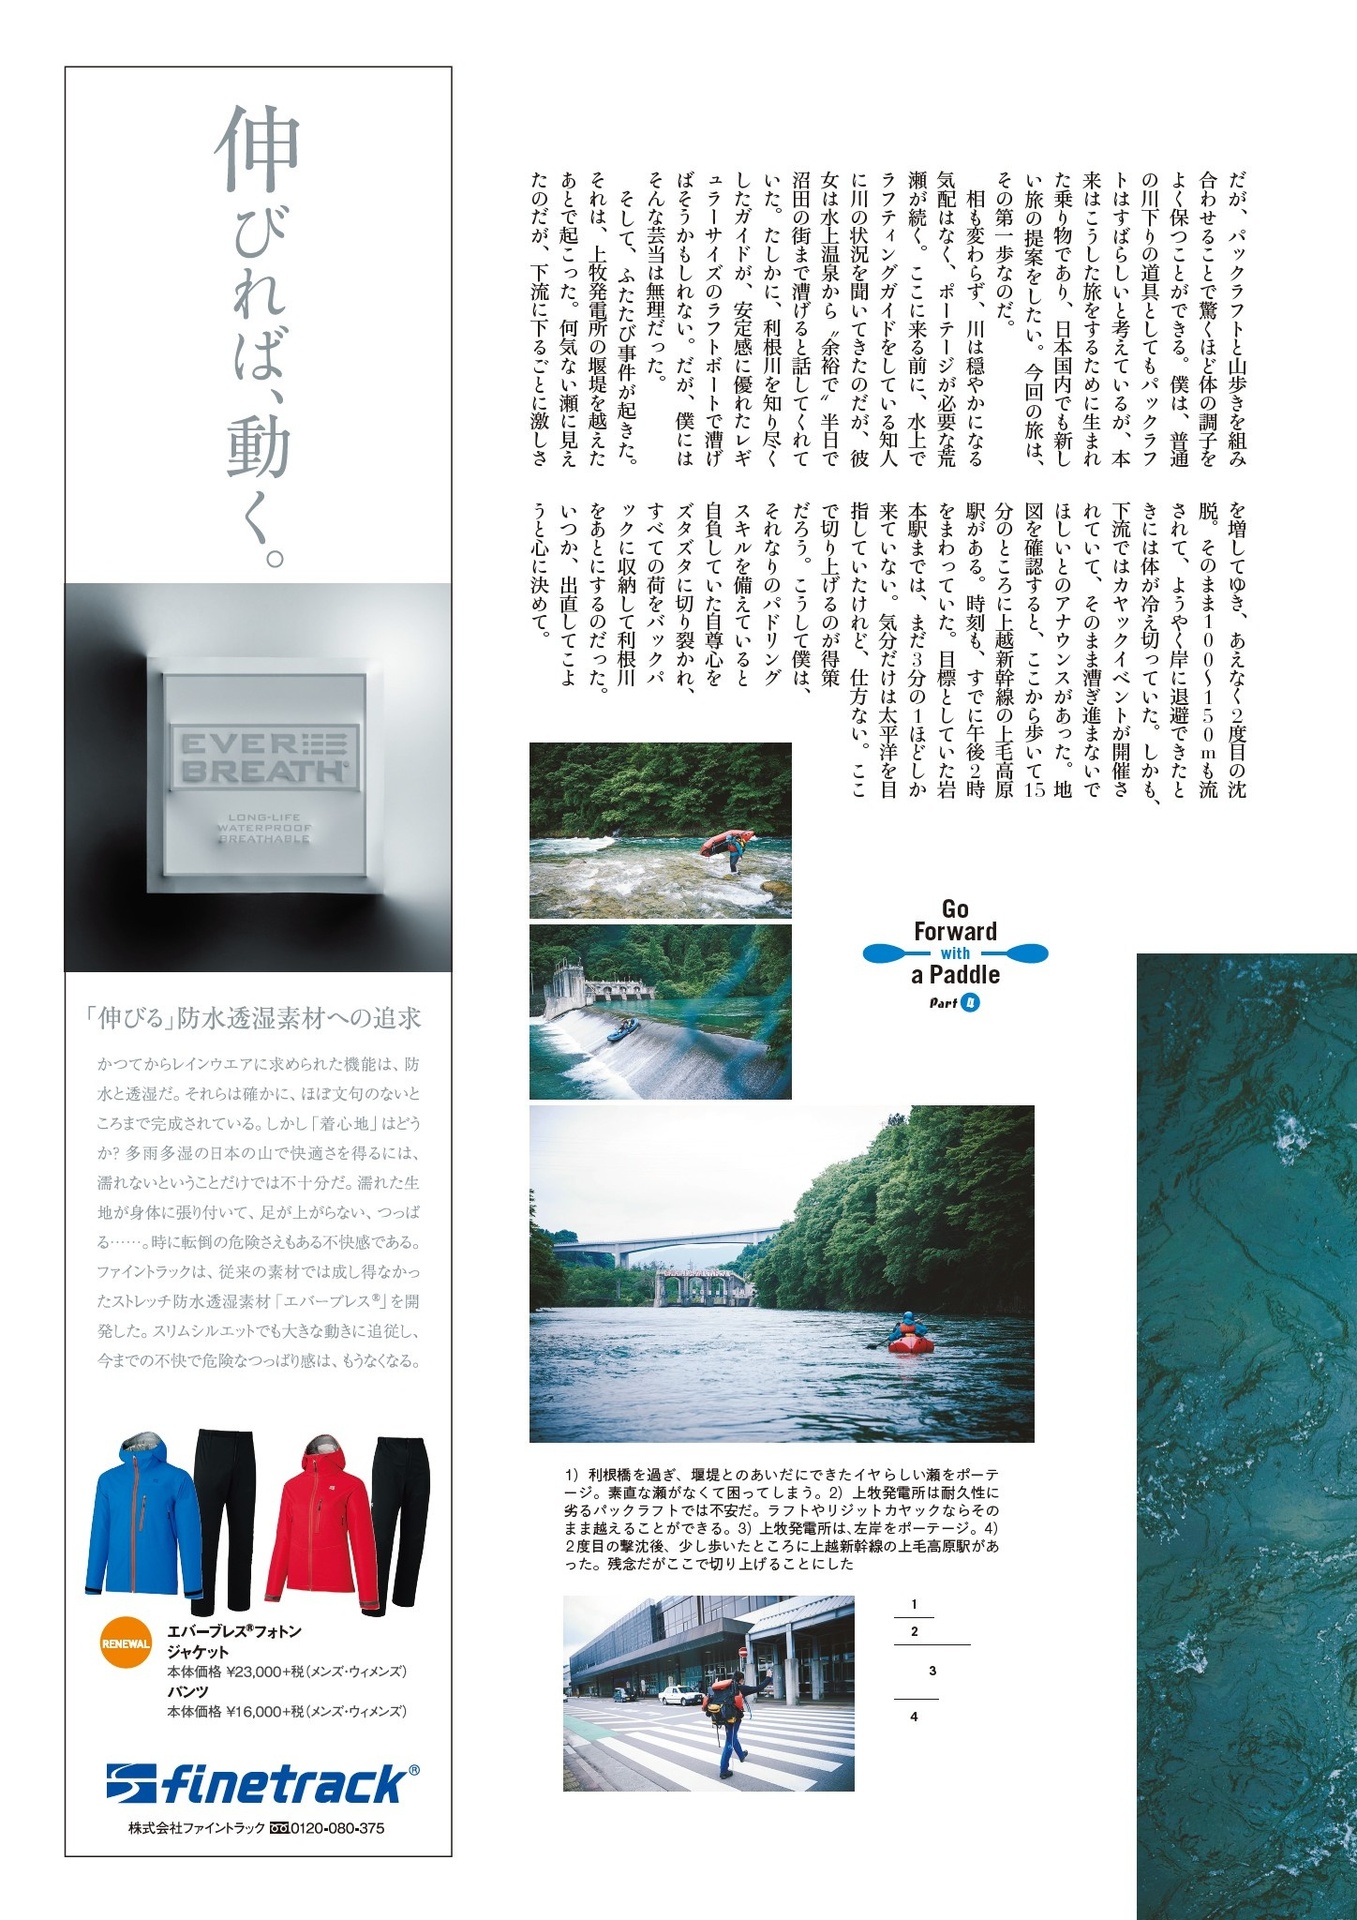 だが、パックラフトと山歩きを組み
合わせることで驚くほど体の調子を
よく保つことができる。僕は、普通
の川下りの道具としてもパックラフ
トはすばらしいと考えているが、本
来はこうした旅をするために生まれ
た乗り物であり、日本国内でも新し
い旅の提案をしたい。今回の旅は、
その第一歩なのだ。
相も変わらず、川は穏やかになる
気配はなく、ポーテージが必要な荒
瀬が続く。ここに来る前に、水上で
ラフティングガイドをしている知人
に川の状況を聞いてきたのだが、彼
女は水上温泉から〝余裕で〟半日で
沼田の街まで漕げると話してくれて
いた。たしかに、利根川を知り尽く
したガイドが、安定感に優れたレギ
ュラーサイズのラフトボートで漕げ
ばそうかもしれない。だが、僕には
そんな芸当は無理だった。
そして、ふたたび事件が起きた。
それは、上牧発電所の堰堤を越えた
あとで起こった。何気ない瀬に見え
たのだが、下流に下るごとに激しさ
を増してゆき、あえなく2度目の沈
脱。そのまま100〜150mも流
されて、ようやく岸に退避できたと
きには体が冷え切っていた。しかも、
下流ではカヤックイベントが開催さ
れていて、そのまま漕ぎ進まないで
ほしいとのアナウンスがあった。地
図を確認すると、ここから歩いて15
分のところに上越新幹線の上毛高原
駅がある。時刻も、すでに午後2時
をまわっていた。目標としていた岩
本駅までは、まだ3分の1ほどしか
来ていない。気分だけは太平洋を目
指していたけれど、仕方ない。ここ
で切り上げるのが得策
だろう。こうして僕は、
それなりのパドリング
スキルを備えていると
自負していた自尊心を
ズタズタに切り裂かれ、
すべての荷をバックパ
ックに収納して利根川
をあとにするのだった。
いつか、出直してこよ
うと心に決めて。
Go
Forward
with
a Paddle
Part 4
1) 利根橋を過ぎ、堰堤とのあいだにできたイヤらしい瀬をポーテ
ージ。素直な瀬がなくて困ってしまう。2) 上牧発電所は耐久性に
劣るパックラフトでは不安だ。ラフトやリジットカヤックならその
まま越えることができる。3) 上牧発電所は、左岸をポーテージ。4)
2度目の撃沈後、少し歩いたところに上越新幹線の上毛高原駅があ
った。残念だがここで切り上げることにした
1
2
3
4
伸びれば、動く。
EVER
BREATH
LONG-LIFE
WATERPROOF
BREATHABLE
「伸びる」防水透湿素材への追求
かつてからレインウエアに求められた機能は、防
水と透湿だ。それらは確かに、ほぼ文句のないと
ころまで完成されている。しかし「着心地」はどう
か? 多雨多湿の日本の山で快適さを得るには、
濡れないということだけでは不十分だ。濡れた生
地が身体に張り付いて、足が上がらない、つっぱ
る……。時に転倒の危険さえもある不快感である。
ファイントラックは、従来の素材では成し得なかっ
たストレッチ防水透湿素材「エバーブレス®」を開
発した。スリムシルエットでも大きな動きに追従し、
今までの不快で危険なつっぱり感は、もうなくなる。
RENEWAL
エバーブレス®フォトン
ジャケット
本体価格 ¥23,000+税(メンズ・ウィメンズ)
パンツ
本体価格 ¥16,000+税(メンズ・ウィメンズ)
finetrack®
株式会社ファイントラック 0120-080-375